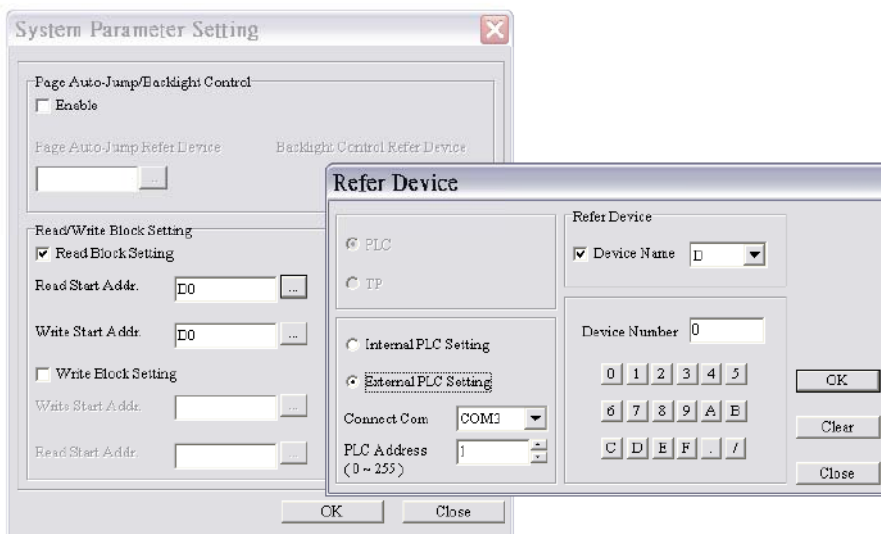 System Parameter Setting
Page Auto-Jump/Backlight Control
Enable
Page Auto-Jump Refer Device
Backlight Control Refer Device
...
Read/Write Block Setting
Read Block Setting
Read Start Addr.
D0
...
Write Start Addr.
D0
...
Write Block Setting
Write Start Addr.
...
Read Start Addr.
...
OK
Close
Refer Device
PLC
TP
Internal PLC Setting
External PLC Setting
Connect Com
COM3
PLC Address
(0 ~ 255)
1
Refer Device
Device Name
D
Device Number
0
0 1 2 3 4 5
6 7 8 9 A B
C D E F . /
OK
Clear
Close